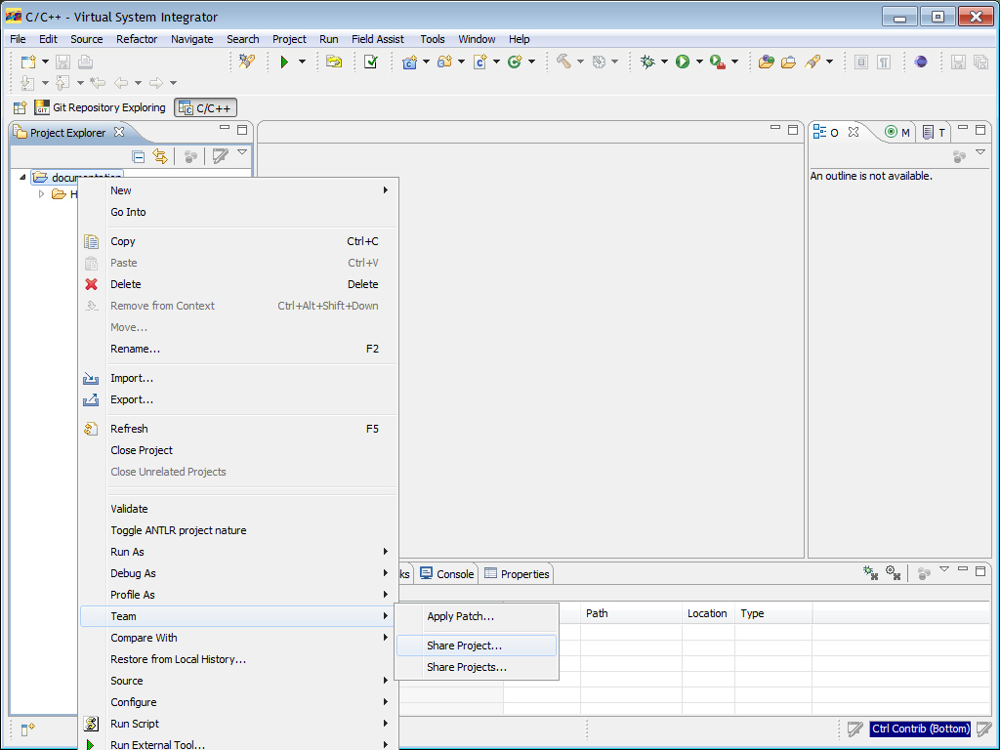 C/C++ - Virtual System Integrator
File Edit Source Refactor Navigate Search Project Run Field Assist Tools Window Help
Git Repository Exploring C/C++
Project Explorer
O M T
documentation
H
An outline is not available.
New
Go Into
Copy Ctrl+C
Paste Ctrl+V
Delete Delete
Remove from Context Ctrl+Alt+Shift+Down
Move...
Rename... F2
Import...
Export...
Refresh F5
Close Project
Close Unrelated Projects
Validate
Toggle ANTLR project nature
Run As
Debug As
Profile As
Team
Compare With
Restore from Local History...
Source
Configure
Run Script
Run External Tool...
Apply Patch...
Share Project...
Share Projects...
ks Console Properties
Path Location Type
Ctrl Contrib (Bottom)